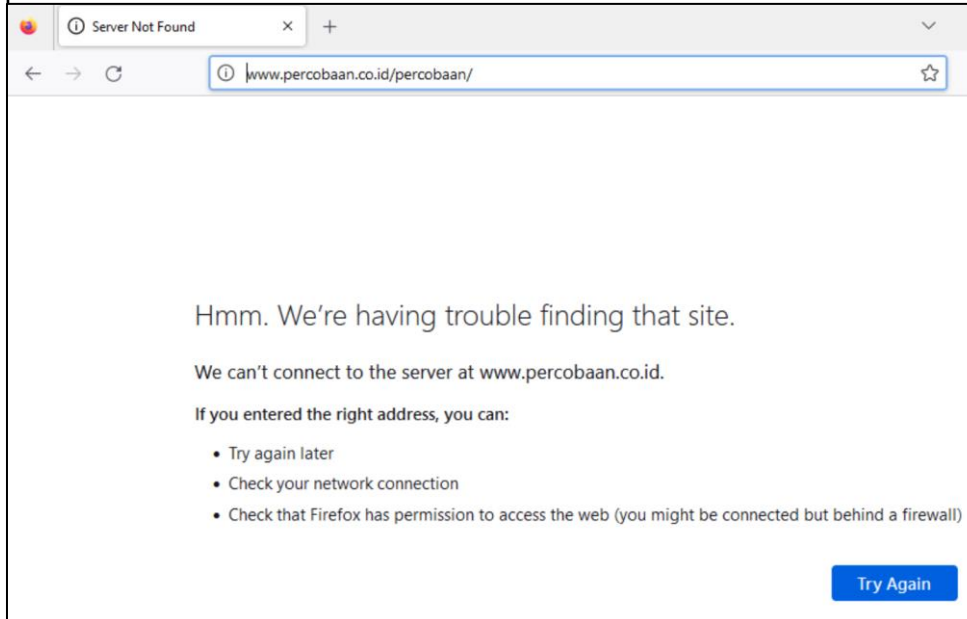 Server Not Found
www.percobaan.co.id/percobaan/
Hmm. We're having trouble finding that site.
We can't connect to the server at www.percobaan.co.id.
If you entered the right address, you can:
• Try again later
• Check your network connection
• Check that Firefox has permission to access the web (you might be connected but behind a firewall)
Try Again